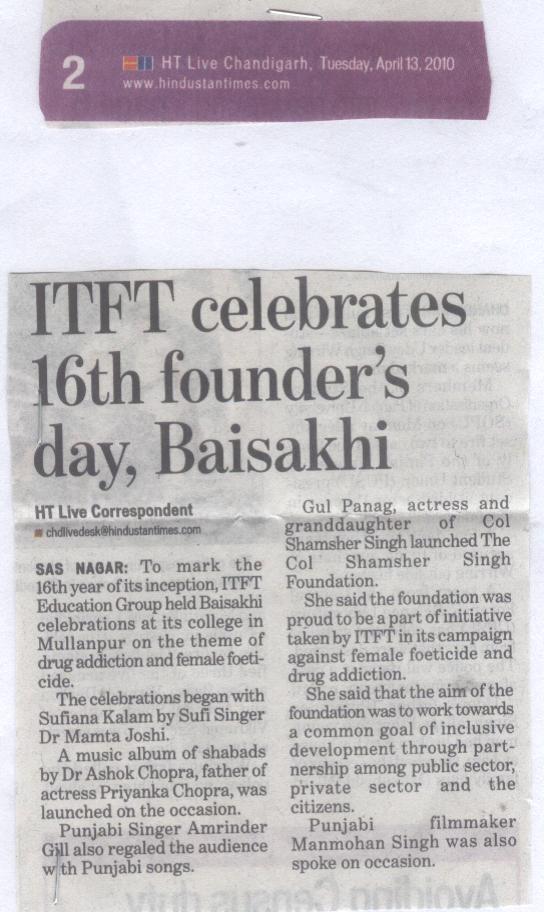 2
HT Live Chandigarh, Tuesday, April 13, 2010
www.hindustantimes.com
ITFT celebrates
16th founder's
day, Baisakhi
HT Live Correspondent
chdlivedesk@hindustantimes.com
SAS NAGAR: To mark the
16th year of its inception, ITFT
Education Group held Baisakhi
celebrations at its college in
Mullanpur on the theme of
drug addiction and female foeti-
cide.
The celebrations began with
Sufiana Kalam by Sufi Singer
Dr Mamta Joshi.
A music album of shabads
by Dr Ashok Chopra, father of
actress Priyanka Chopra, was
launched on the occasion.
Punjabi Singer Amrinder
Gill also regaled the audience
with Punjabi songs.
Gul Panag, actress and
granddaughter of Col
Shamsher Singh launched The
Col Shamsher Singh
Foundation.
She said the foundation was
proud to be a part of initiative
taken by ITFT in its campaign
against female foeticide and
drug addiction.
She said that the aim of the
foundation was to work towards
a common goal of inclusive
development through part-
nership among public sector,
private sector and the
citizens.
Punjabi filmmaker
Manmohan Singh was also
spoke on occasion.
Avoiding Census duty